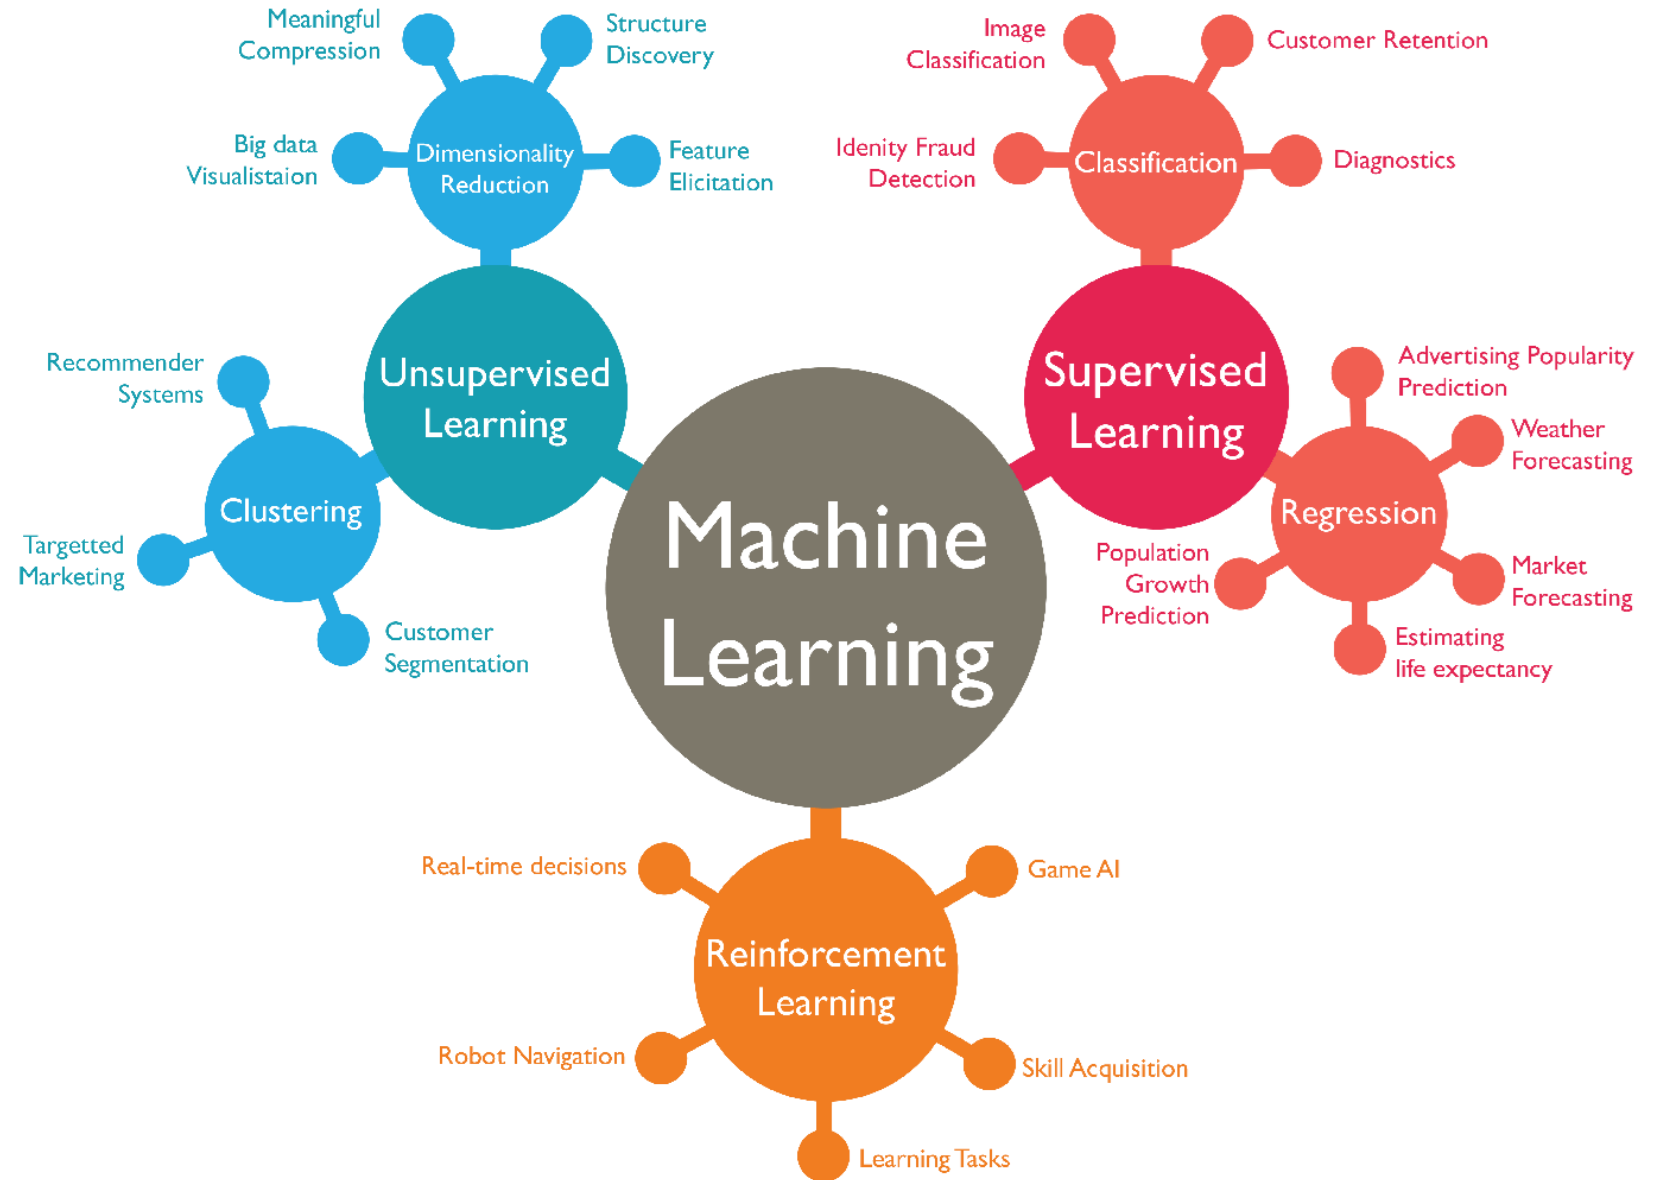 Meaningful
Compression
Structure
Discovery
Big data
Visualistaion
Dimensionality
Reduction
Feature
Elicitation
Image
Classification
Customer Retention
Idenity Fraud
Detection
Classification
Diagnostics
Unsupervised
Learning
Recommender
Systems
Clustering
Targetted
Marketing
Customer
Segmentation
Supervised
Learning
Advertising Popularity
Prediction
Weather
Forecasting
Regression
Population
Growth
Prediction
Market
Forecasting
Estimating
life expectancy
Machine
Learning
Real-time decisions
Game AI
Reinforcement
Learning
Robot Navigation
Skill Acquisition
Learning Tasks